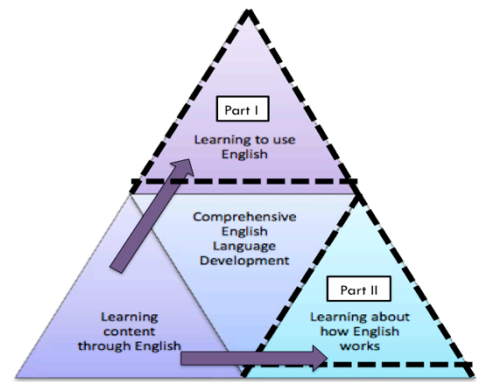 Part I
Learning to use
English
Comprehensive
English
Language
Development
Part II
Learning
content
through English
Learning about
how English
works